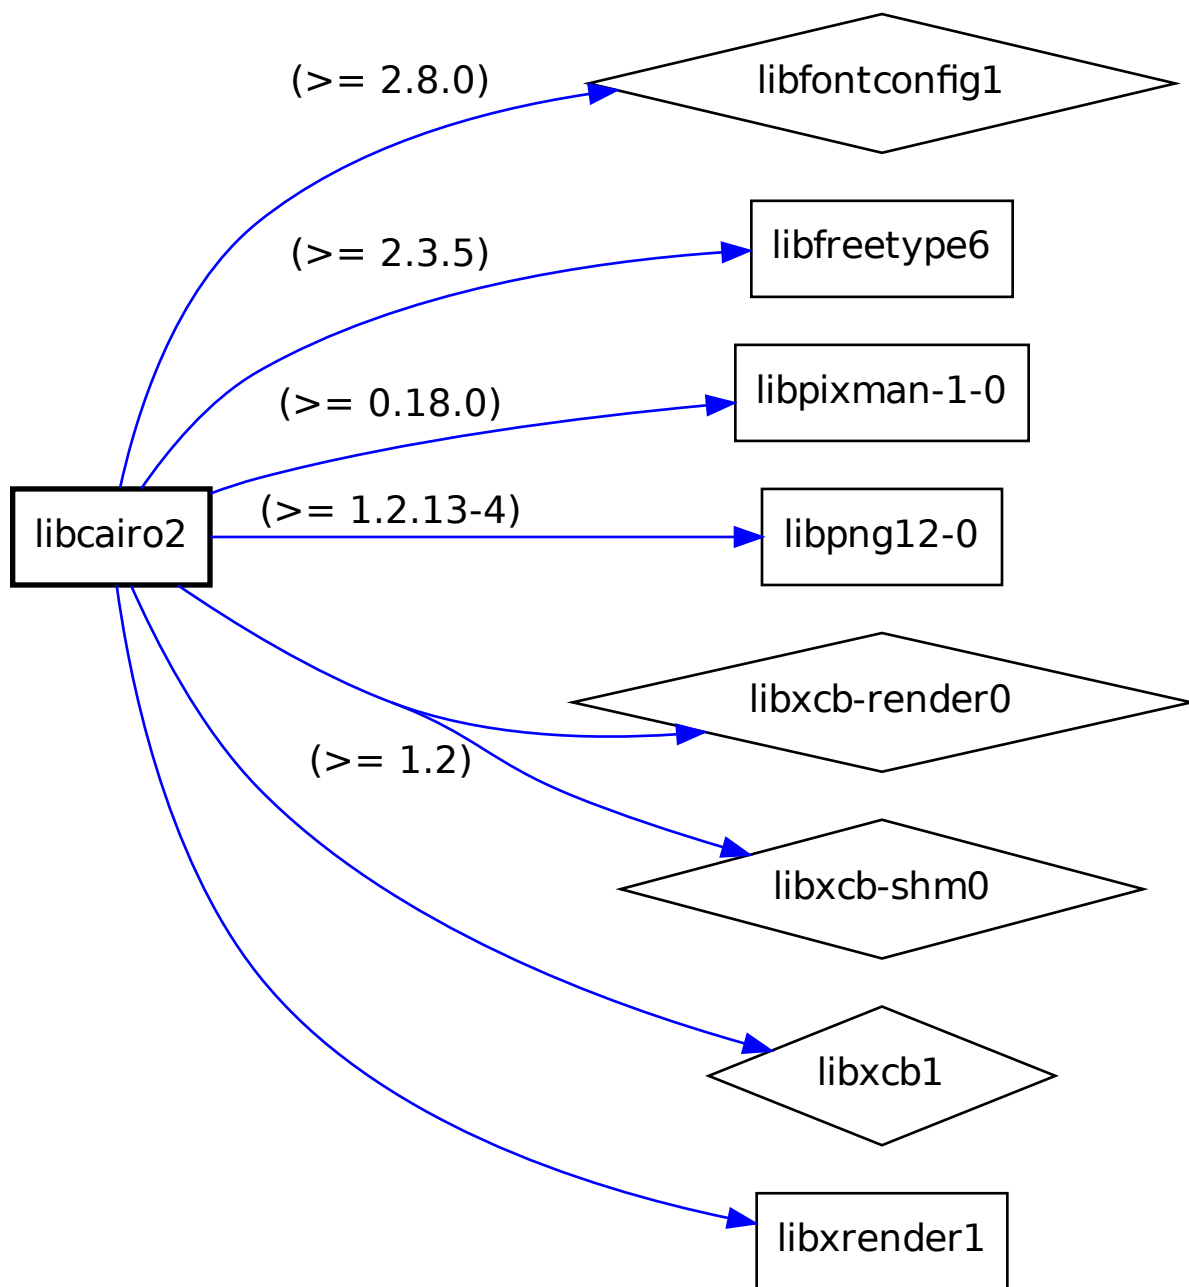 (>= 2.8.0)
libfontconfig1
(>= 2.3.5)
libfreetype6
(>= 0.18.0)
libpixman-1-0
libcairo2
(>= 1.2.13-4)
libpng12-0
libxcb-render0
(>= 1.2)
libxcb-shm0
libxcb1
libxrender1